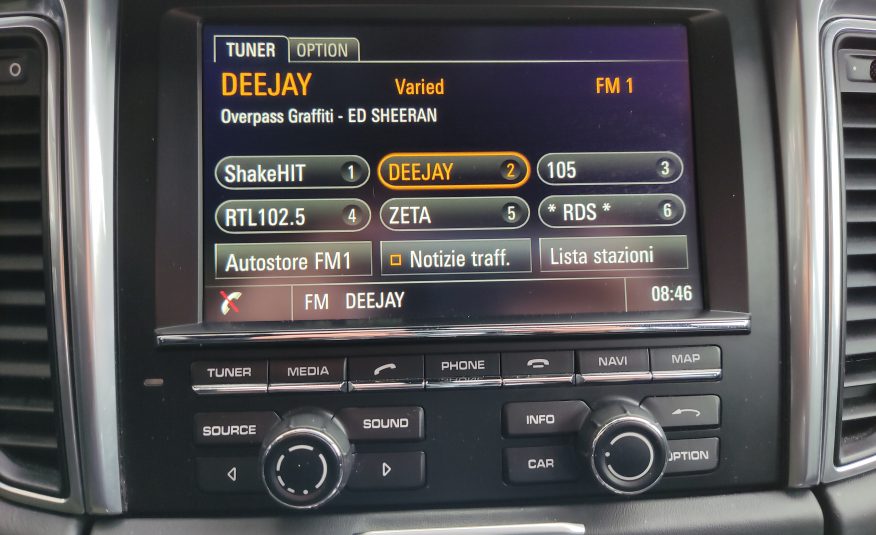 TUNER OPTION
DEEJAY Varied FM 1
Overpass Graffiti - ED SHEERAN
ShakeHIT 1 DEEJAY 2 105 3
RTL102.5 4 ZETA 5 * RDS * 6
Autostore FM1 Notizie traff. Lista stazioni
FM DEEJAY 08:46
TUNER MEDIA PHONE NAVI MAP
SOURCE SOUND INFO
CAR OPTION